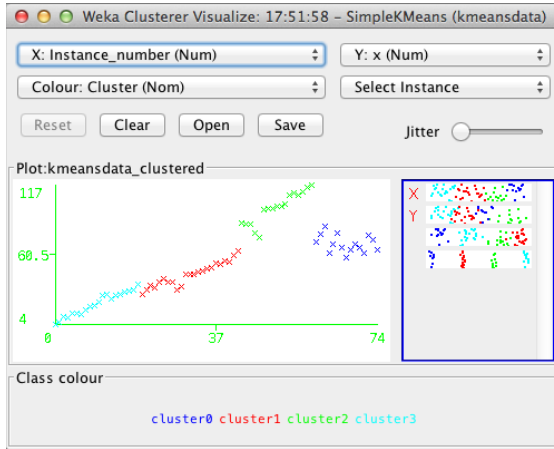 Weka Clusterer Visualize: 17:51:58 – SimpleKMeans (kmeansdata)
X: Instance_number (Num) Y: x (Num)
Colour: Cluster (Nom) Select Instance
Reset Clear Open Save Jitter
Plot:kmeansdata_clustered
117
60.5
4
0 37 74
X
Y
Class colour
cluster0 cluster1 cluster2 cluster3